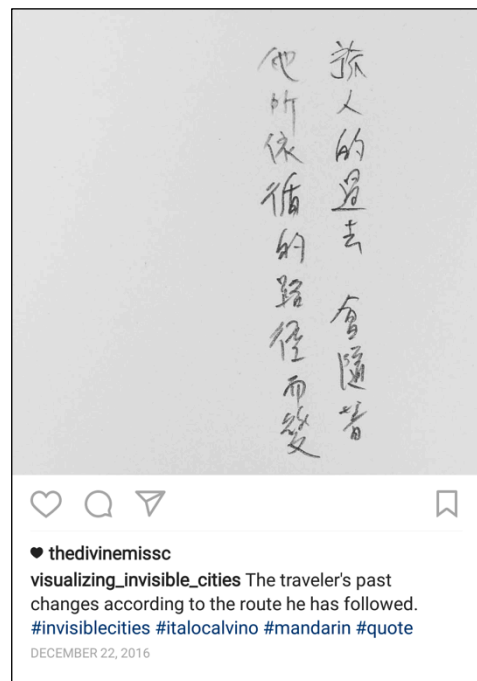 旅人的過去 會隨著
他所依循的路徑而變
thedivinemissc
visualizing_invisible_cities The traveler's past
changes according to the route he has followed.
#invisiblecities #italocalvino #mandarin #quote
DECEMBER 22, 2016